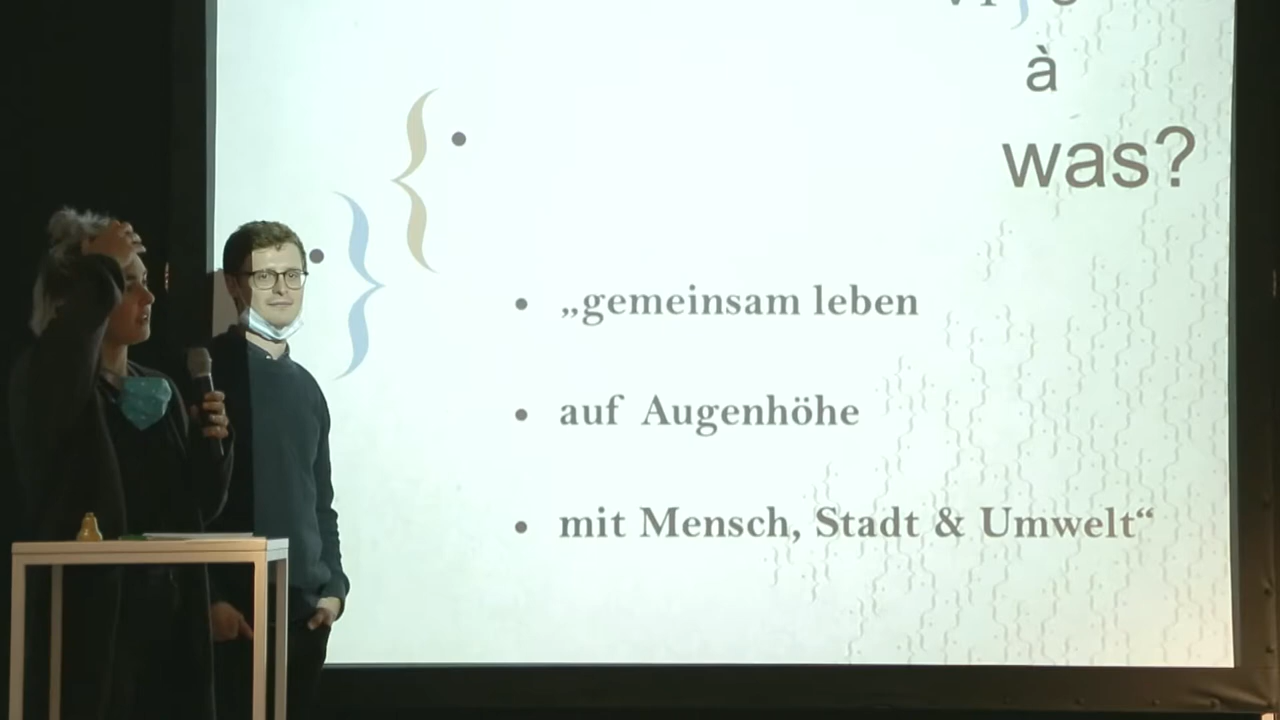 à
was?
• „gemeinsam leben
• auf Augenhöhe
• mit Mensch, Stadt & Umwelt“